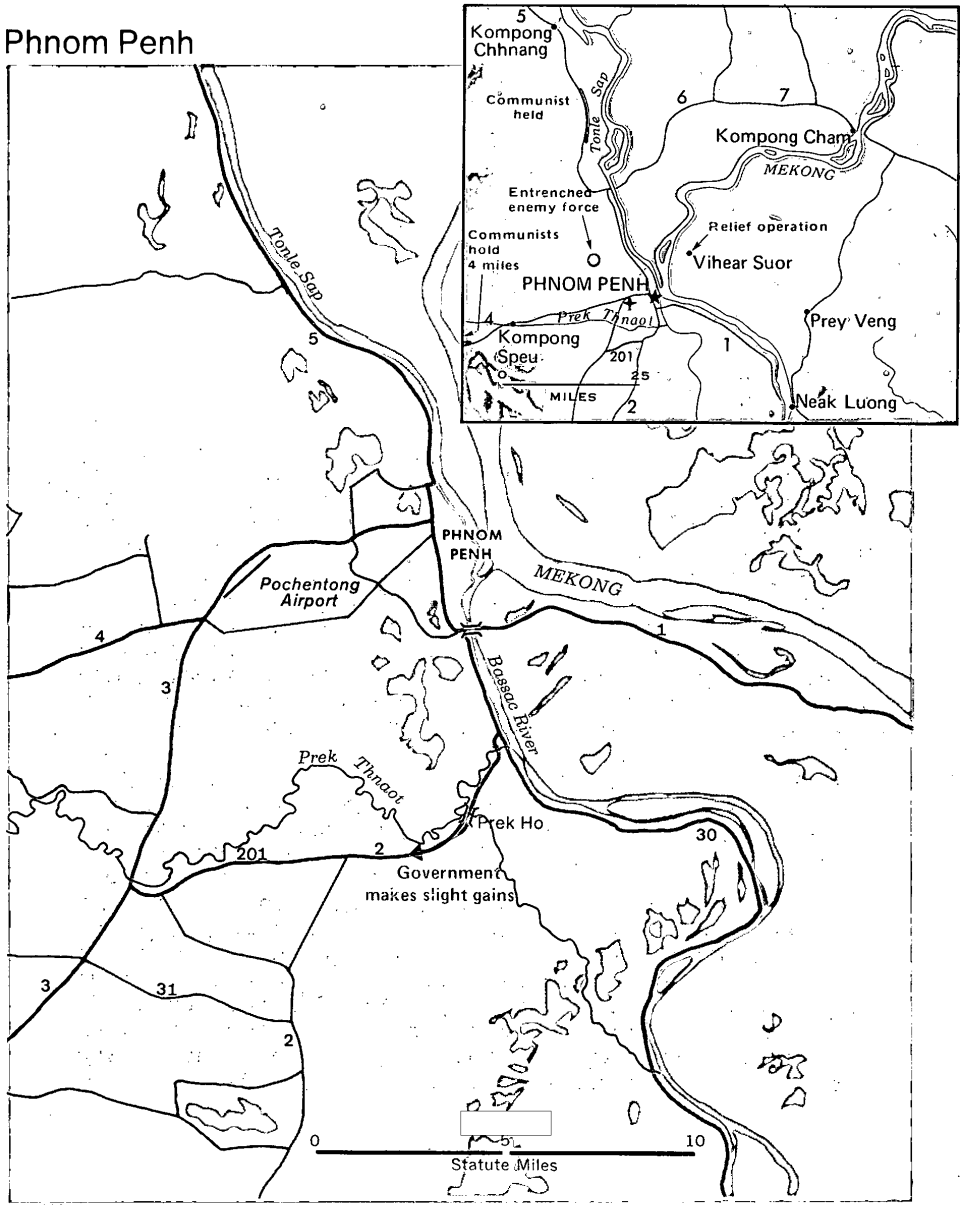 Phnom Penh
5
Kompong
Chhnang
Communist
held
Tonle Sap
6
7
Kompong Cham
MEKONG
Entrenched
enemy force
Relief operation
Vihear Suor
Communists
hold
4 miles
PHNOM PENH
4
Prek Thnaot
Prey Veng
Kompong
Speu
201
1
0
25
MILES
2
Neak Luong
Tonle Sap
5
PHNOM
PENH
MEKONG
Pochentong
Airport
4
1
3
Bassac River
Prek Thnaot
Prek Ho
30
201
2
Government
makes slight gains
3
31
2
0
5
10
Statute Miles